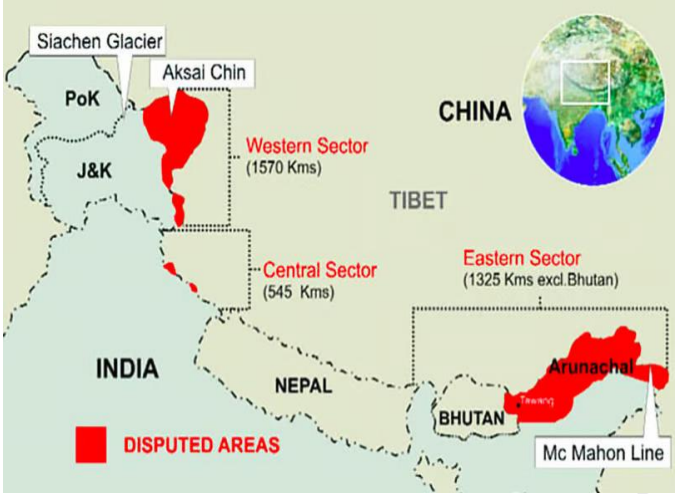 Siachen Glacier
Aksai Chin
PoK
CHINA
Western Sector
(1570 Kms)
J&K
TIBET
Eastern Sector
(1325 Kms excl.Bhutan)
Central Sector
(545 Kms)
INDIA
Arunachal
NEPAL
Tawang
BHUTAN
DISPUTED AREAS
Mc Mahon Line